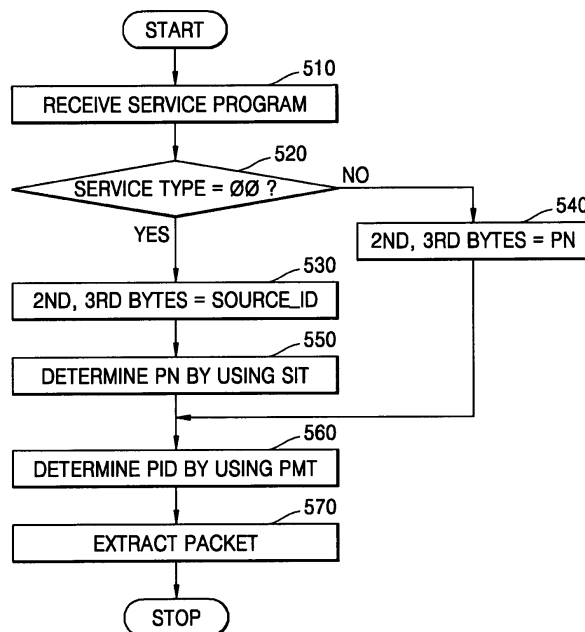 START
510
RECEIVE SERVICE PROGRAM
520
SERVICE TYPE = ØØ ?
NO
YES
540
2ND, 3RD BYTES = PN
530
2ND, 3RD BYTES = SOURCE_ID
550
DETERMINE PN BY USING SIT
560
DETERMINE PID BY USING PMT
570
EXTRACT PACKET
STOP